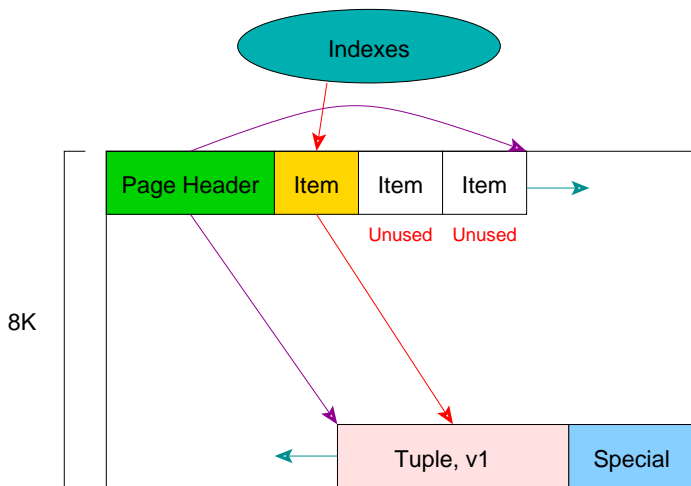 Indexes
Page Header
Item
Item
Item
Unused
Unused
8K
Tuple, v1
Special